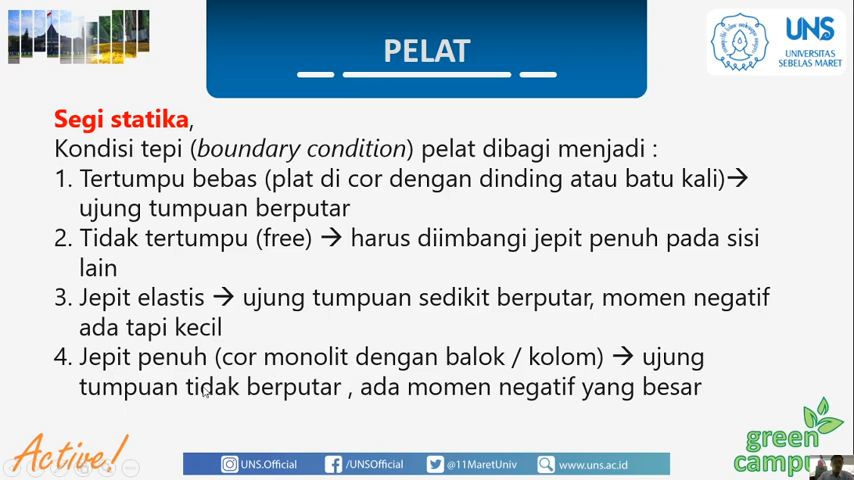 PELAT
UNS
UNIVERSITAS
SEBELAS MARET
Segi statika,
Kondisi tepi (boundary condition) pelat dibagi menjadi :
1. Tertumpu bebas (plat di cor dengan dinding atau batu kali)→
ujung tumpuan berputar
2. Tidak tertumpu (free) → harus diimbangi jepit penuh pada sisi
lain
3. Jepit elastis → ujung tumpuan sedikit berputar, momen negatif
ada tapi kecil
4. Jepit penuh (cor monolit dengan balok / kolom) → ujung
tumpuan tidak berputar , ada momen negatif yang besar
Active!
UNS.Official
/UNSOfficial
@11MaretUniv
www.uns.ac.id
green